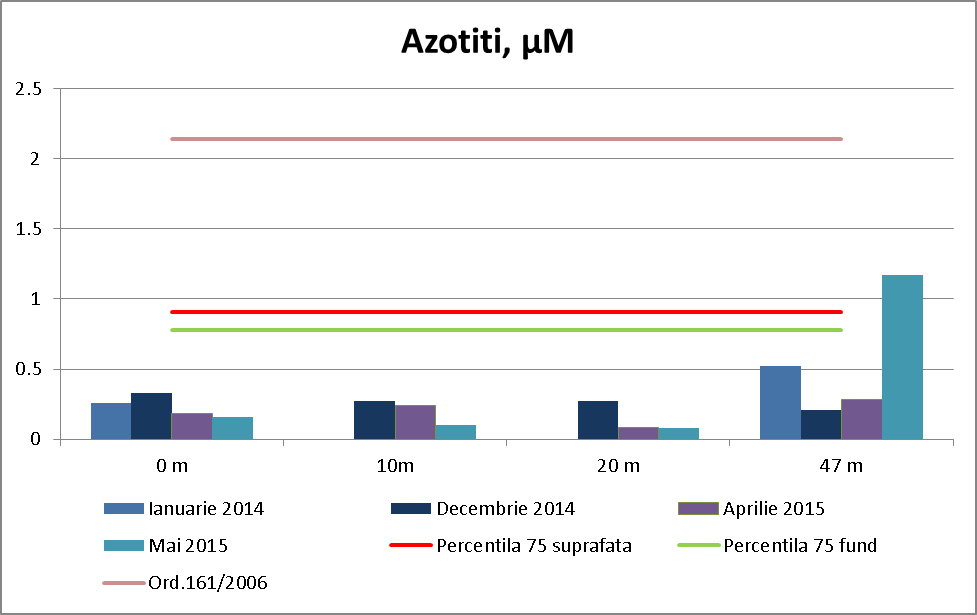 Azotiti, µM
2.5
2
1.5
1
0.5
0
0 m 10m 20 m 47 m
Ianuarie 2014 Decembrie 2014 Aprilie 2015
Mai 2015 Percentila 75 suprafata Percentila 75 fund
Ord.161/2006